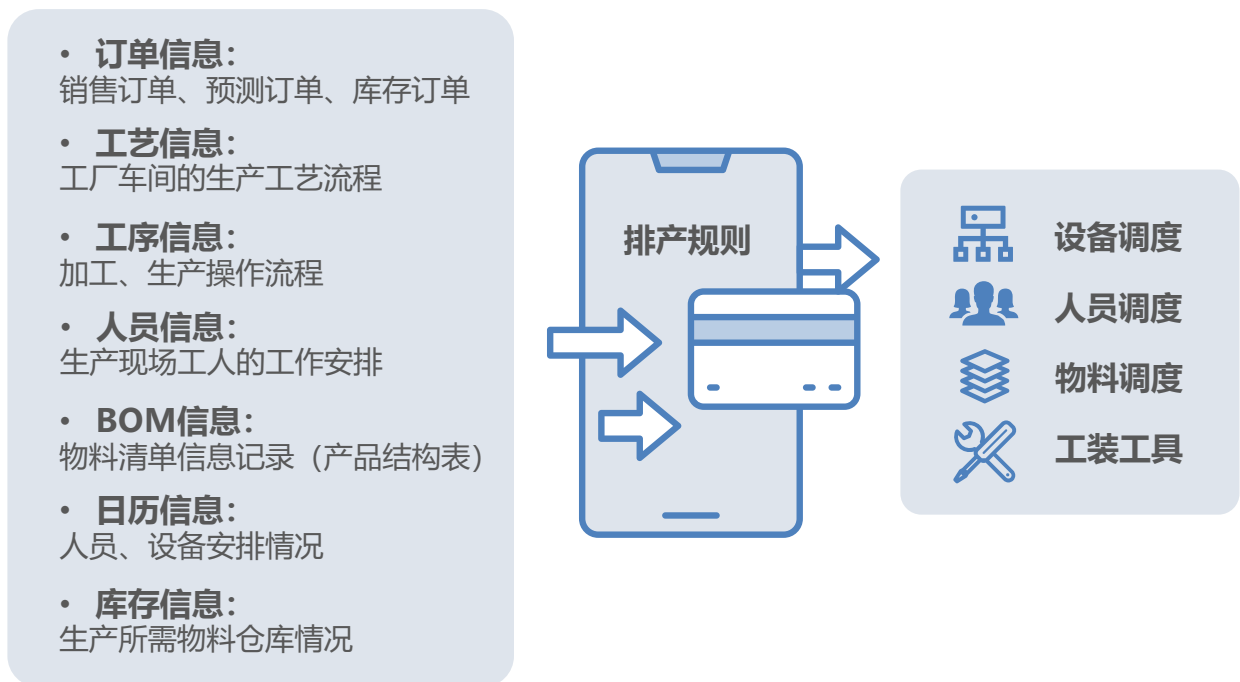 • 订单信息：
销售订单、预测订单、库存订单
• 工艺信息：
工厂车间的生产工艺流程
• 工序信息：
加工、生产操作流程
• 人员信息：
生产现场工人的工作安排
• BOM信息：
物料清单信息记录（产品结构表）
• 日历信息：
人员、设备安排情况
• 库存信息：
生产所需物料仓库情况
排产规则
设备调度
人员调度
物料调度
工装工具